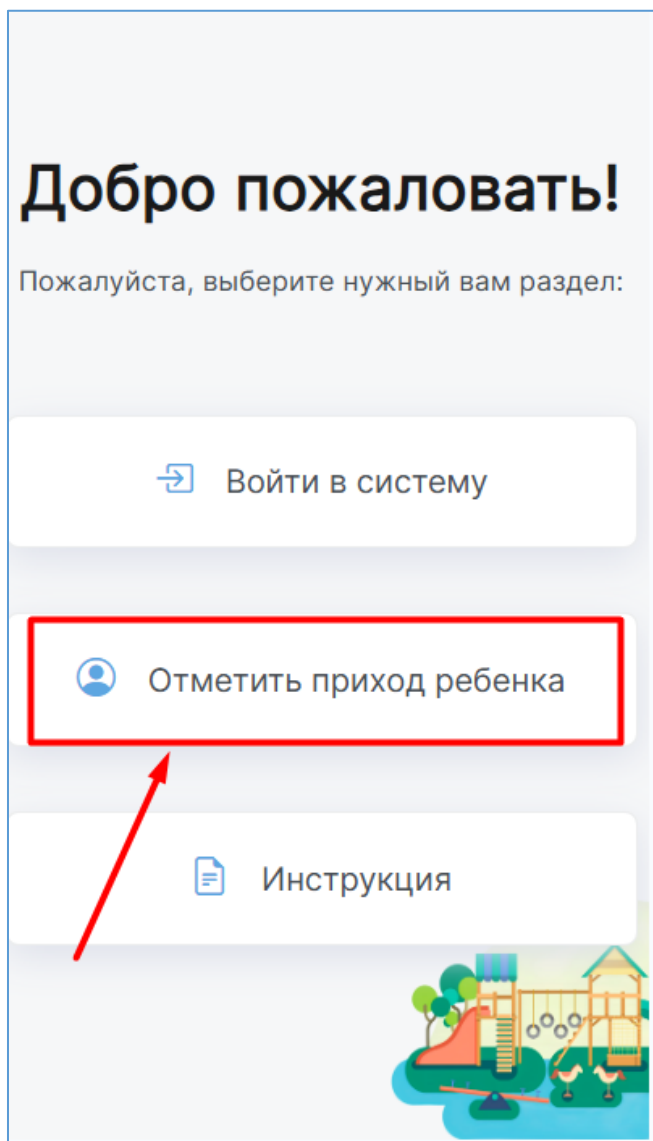 Добро пожаловать!
Пожалуйста, выберите нужный вам раздел:
Войти в систему
Отметить приход ребенка
Инструкция